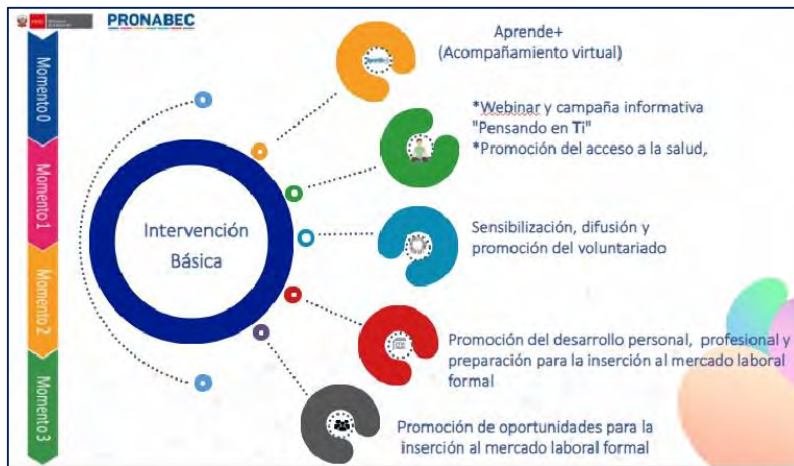 PERÚ
PRONABEC
Momento 0
Momento 1
Momento 2
Momento 3
Intervención
Básica
Aprende+
(Acompañamiento virtual)
*Webinar y campaña informativa
"Pensando en Ti"
*Promoción del acceso a la salud,
Sensibilización, difusión y
promoción del voluntariado
Promoción del desarrollo personal, profesional y
preparación para la inserción al mercado laboral
formal
Promoción de oportunidades para la
inserción al mercado laboral formal